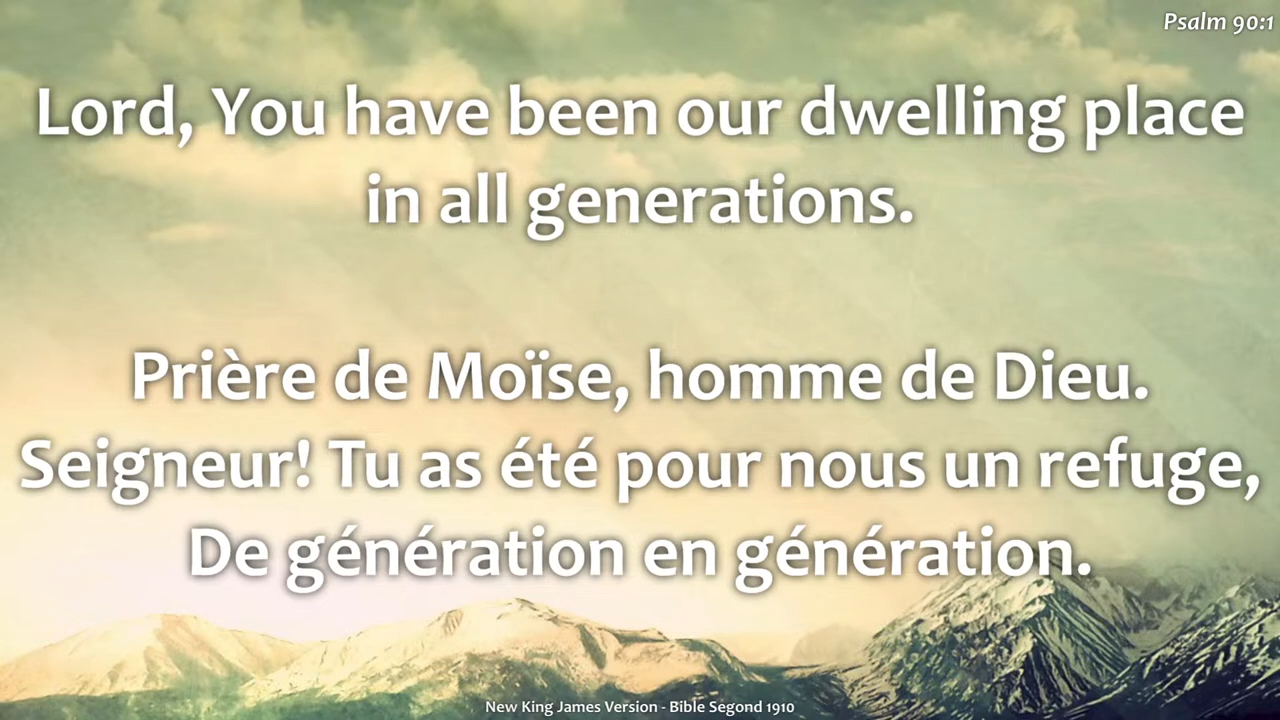 Psalm 90:1
Lord, You have been our dwelling place
in all generations.
Prière de Moïse, homme de Dieu.
Seigneur! Tu as été pour nous un refuge,
De génération en génération.
New King James Version - Bible Segond 1910